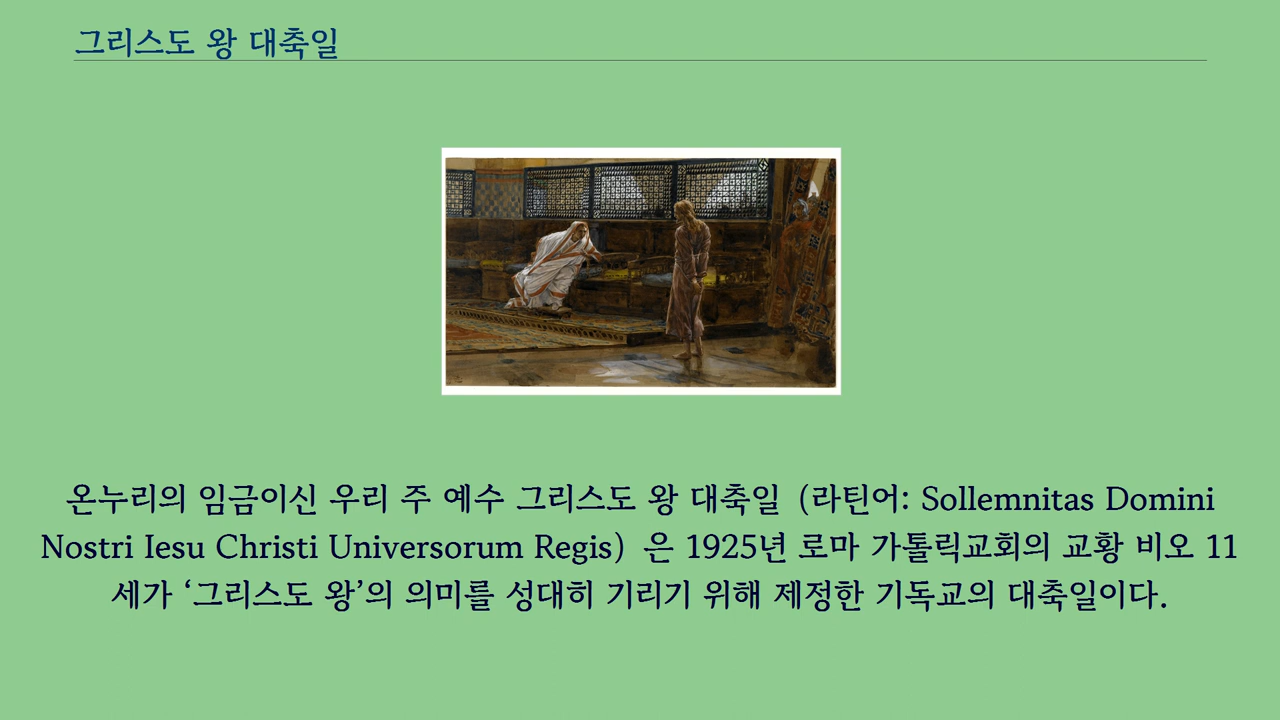 그리스도 왕 대축일
온누리의 임금이신 우리 주 예수 그리스도 왕 대축일 (라틴어: Sollemnitas Domini
Nostri Iesu Christi Universorum Regis) 은 1925년 로마 가톨릭교회의 교황 비오 11
세가 ‘그리스도 왕’의 의미를 성대히 기리기 위해 제정한 기독교의 대축일이다.